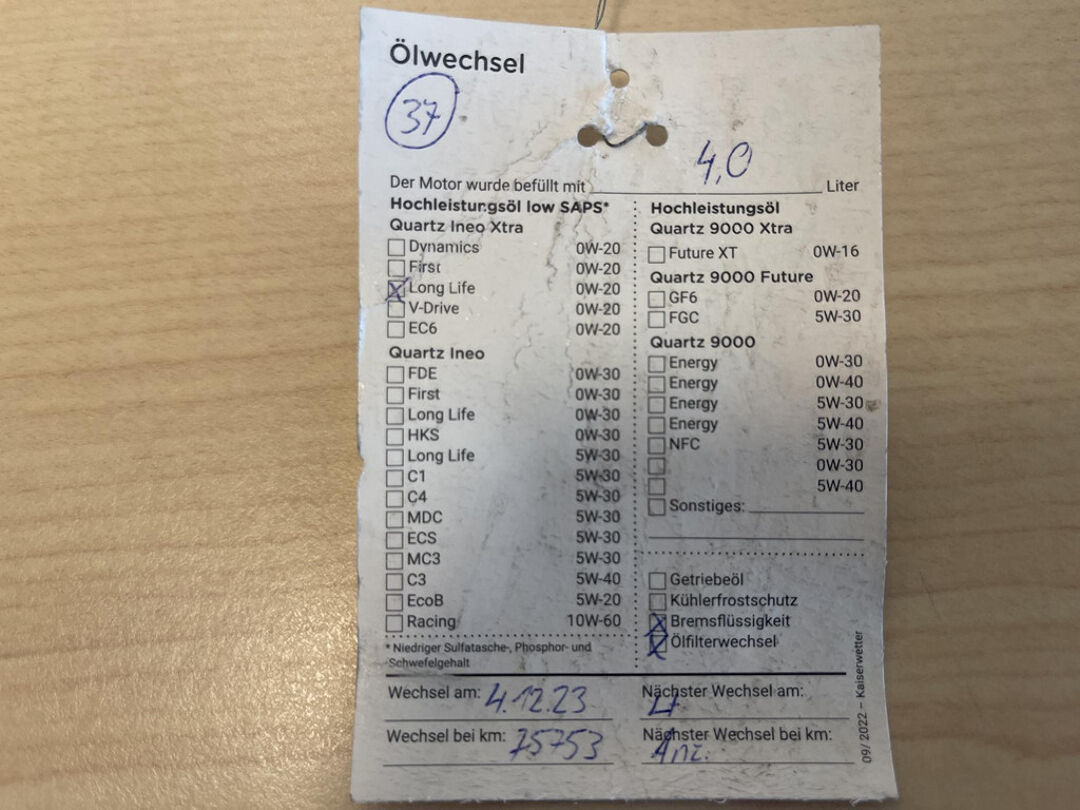 Ölwechsel
37
4,0
Der Motor wurde befüllt mit Liter
Hochleistungsöl low SAPS*
Quartz Ineo Xtra
Dynamics 0W-20
First 0W-20
Long Life 0W-20
V-Drive 0W-20
EC6 0W-20
Quartz Ineo
FDE 0W-30
First 0W-30
Long Life 0W-30
HKS 0W-30
Long Life 5W-30
C1 5W-30
C4 5W-30
MDC 5W-30
ECS 5W-30
MC3 5W-30
C3 5W-40
EcoB 5W-20
Racing 10W-60
* Niedriger Sulfatasche-, Phosphor- und
Schwefelgehalt
Hochleistungsöl
Quartz 9000 Xtra
Future XT 0W-16
Quartz 9000 Future
GF6 0W-20
FGC 5W-30
Quartz 9000
Energy 0W-30
Energy 0W-40
Energy 5W-30
Energy 5W-40
NFC 5W-30
0W-30
5W-40
Sonstiges:
Getriebeöl
Kühlerfrostschutz
Bremsflüssigkeit
Ölfilterwechsel
Wechsel am: 4.12.23
Nächster Wechsel am:
Wechsel bei km: 75753
Nächster Wechsel bei km:
Anz.
09/ 2022 – Kaiserwetter